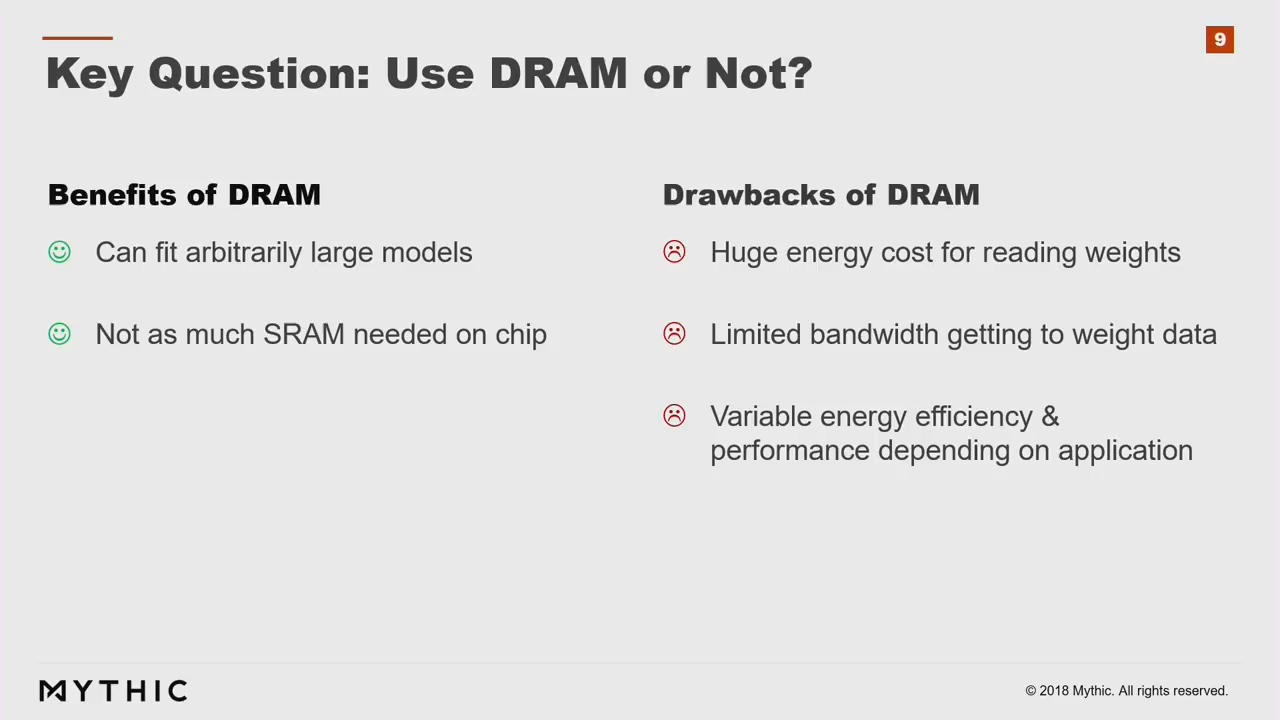 9
Key Question: Use DRAM or Not?
Benefits of DRAM
Can fit arbitrarily large models
Not as much SRAM needed on chip
Drawbacks of DRAM
Huge energy cost for reading weights
Limited bandwidth getting to weight data
Variable energy efficiency &
performance depending on application
MYTHIC
© 2018 Mythic. All rights reserved.